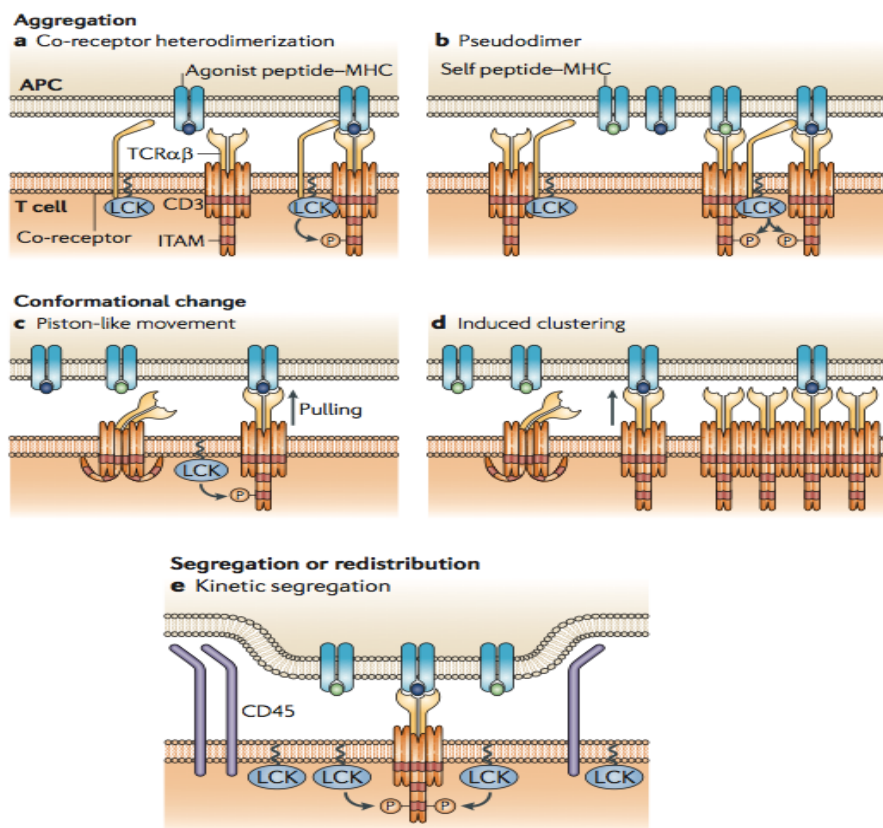 Aggregation
a Co-receptor heterodimerization
b Pseudodimer
Agonist peptide–MHC
Self peptide–MHC
APC
TCRαβ
T cell
LCK
CD3
LCK
LCK
LCK
Co-receptor
ITAM
P
P
P
Conformational change
c Piston-like movement
d Induced clustering
Pulling
LCK
P
Segregation or redistribution
e Kinetic segregation
CD45
LCK
LCK
LCK
LCK
P
P